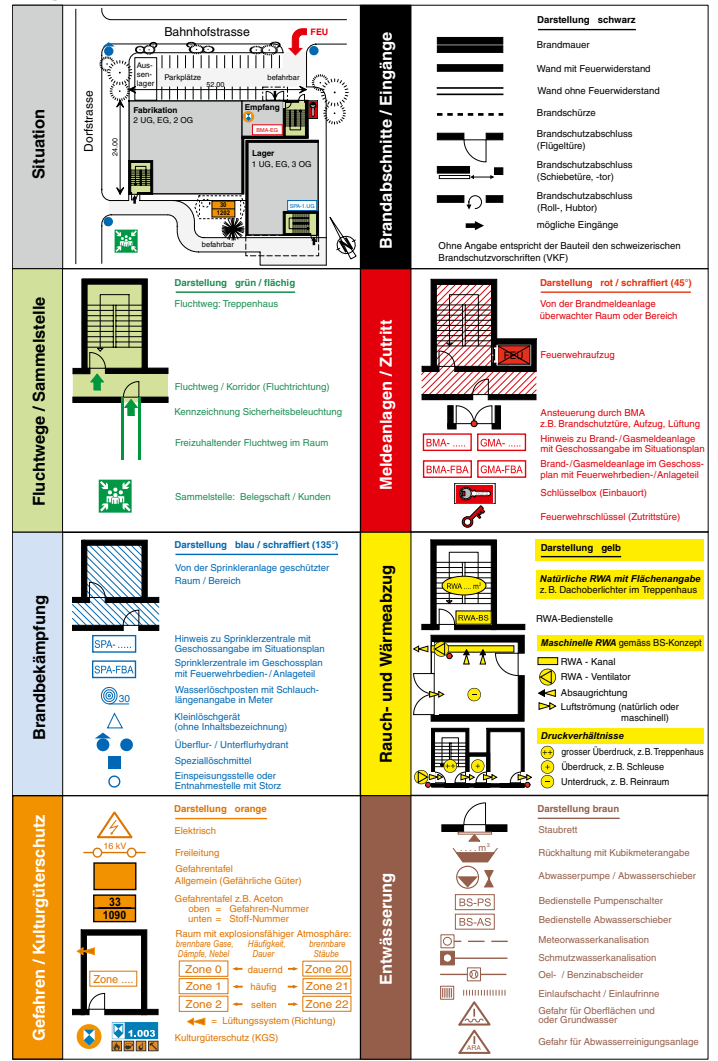 Situation
Bahnhofstrasse
FEU
Aus-
sen-
lager
Parkplätze
befahrbar
52.00
Dorfstrasse
24.00
Fabrikation
2 UG, EG, 2 OG
Empfang
BMA-EG
Lager
1 UG, EG, 3 OG
30
1202
SPA-1.UG
befahrbar
N
Brandabschnitte / Eingänge
Darstellung schwarz
Brandmauer
Wand mit Feuerwiderstand
Wand ohne Feuerwiderstand
Brandschürze
Brandschutzabschluss
(Flügeltüre)
Brandschutzabschluss
(Schiebetüre, -tor)
Brandschutzabschluss
(Roll-, Hubtor)
mögliche Eingänge
Ohne Angabe entspricht der Bauteil den schweizerischen
Brandschutzvorschriften (VKF)
Fluchtwege / Sammelstelle
Darstellung grün / flächig
Fluchtweg: Treppenhaus
Fluchtweg / Korridor (Fluchtrichtung)
Kennzeichnung Sicherheitsbeleuchtung
Freizuhaltender Fluchtweg im Raum
Sammelstelle: Belegschaft / Kunden
Meldeanlagen / Zutritt
Darstellung rot / schraffiert (45°)
Von der Brandmeldeanlage
überwachter Raum oder Bereich
FEU
Feuerwehraufzug
Ansteuerung durch BMA
z.B. Brandschutztüre, Aufzug, Lüftung
BMA- .....
GMA- .....
Hinweis zu Brand-/Gasmeldeanlage
mit Geschossangabe im Situationsplan
BMA-FBA
GMA-FBA
Brand-/Gasmeldeanlage im Geschoss-
plan mit Feuerwehrbedien-/Anlageteil
Schlüsselbox (Einbauort)
Feuerwehrschlüssel (Zutrittstüre)
Brandbekämpfung
Darstellung blau / schraffiert (135°)
Von der Sprinkleranlage geschützter
Raum / Bereich
SPA- .....
Hinweis zu Sprinklerzentrale mit
Geschossangabe im Situationsplan
SPA-FBA
Sprinklerzentrale im Geschossplan
mit Feuerwehrbedien-/Anlageteil
30
Wasserlöschposten mit Schlauch-
längenangabe in Meter
Kleinlöschgerät
(ohne Inhaltsbezeichnung)
Überflur- / Unterflurhydrant
Speziallöschmittel
Einspeisungsstelle oder
Entnahmestelle mit Storz
Rauch- und Wärmeabzug
Darstellung gelb
RWA .... m²
Natürliche RWA mit Flächenangabe
z.B. Dachoberlichter im Treppenhaus
RWA-BS
RWA-Bedienstelle
Maschinelle RWA gemäss BS-Konzept
RWA - Kanal
RWA - Ventilator
Absaugrichtung
Luftströmung (natürlich oder
maschinell)
Druckverhältnisse
grosser Überdruck, z.B. Treppenhaus
Überdruck, z.B. Schleuse
Unterdruck, z.B. Reinraum
Gefahren / Kulturgüterschutz
Darstellung orange
Elektrisch
16 kV
Freileitung
Gefahrentafel
Allgemein (Gefährliche Güter)
33
1090
Gefahrentafel z.B. Aceton
oben = Gefahren-Nummer
unten = Stoff-Nummer
Raum mit explosionsfähiger Atmosphäre:
brennbare Gase, Dämpfe, Nebel
Häufigkeit, Dauer
brennbare Stäube
Zone ....
Zone 0 dauernd Zone 20
Zone 1 häufig Zone 21
Zone 2 selten Zone 22
= Lüftungssystem (Richtung)
1.003
Kulturgüterschutz (KGS)
Entwässerung
Darstellung braun
Staubrett
.... m³
Rückhaltung mit Kubikmeterangabe
Abwasserpumpe / Abwasserschieber
BS-PS
Bedienstelle Pumpenschalter
BS-AS
Bedienstelle Abwasserschieber
Meteorwasserkanalisation
Schmutzwasserkanalisation
Oel- / Benzinabscheider
Einlaufschacht / Einlaufrinne
Gefahr für Oberflächen und
oder Grundwasser
ARA
Gefahr für Abwasserreinigungsanlage